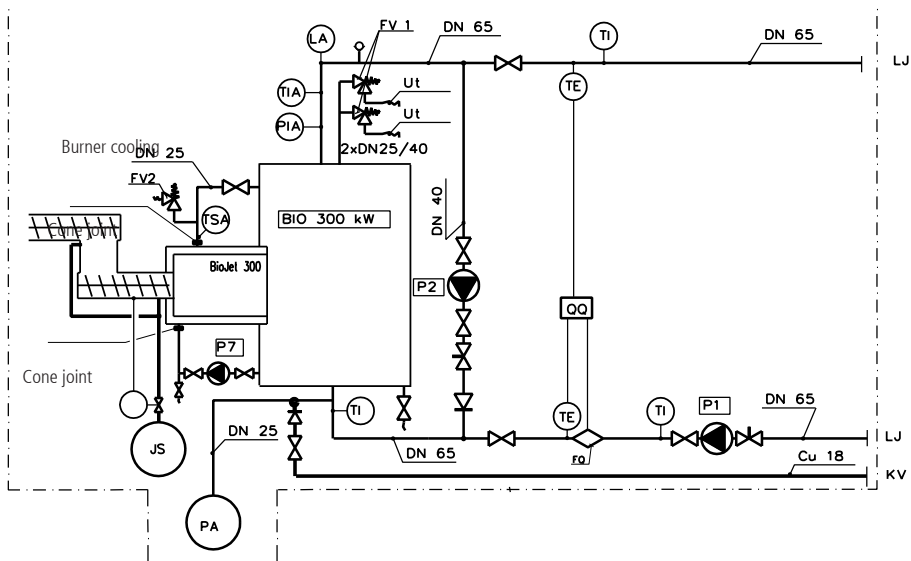 FV 1
DN 65
TI
DN 65
LA
LJ
TIA
TE
Ut
PIA
Ut
Burner cooling
DN 25
2xDN25/40
FV2
TSA
BIO 300 kW
DN 40
Cone joint
BioJet 300
P2
QQ
P7
Cone joint
TI
TE
TI
P1
DN 65
JS
DN 25
DN 65
FQ
LJ
Cu 18
KV
PA